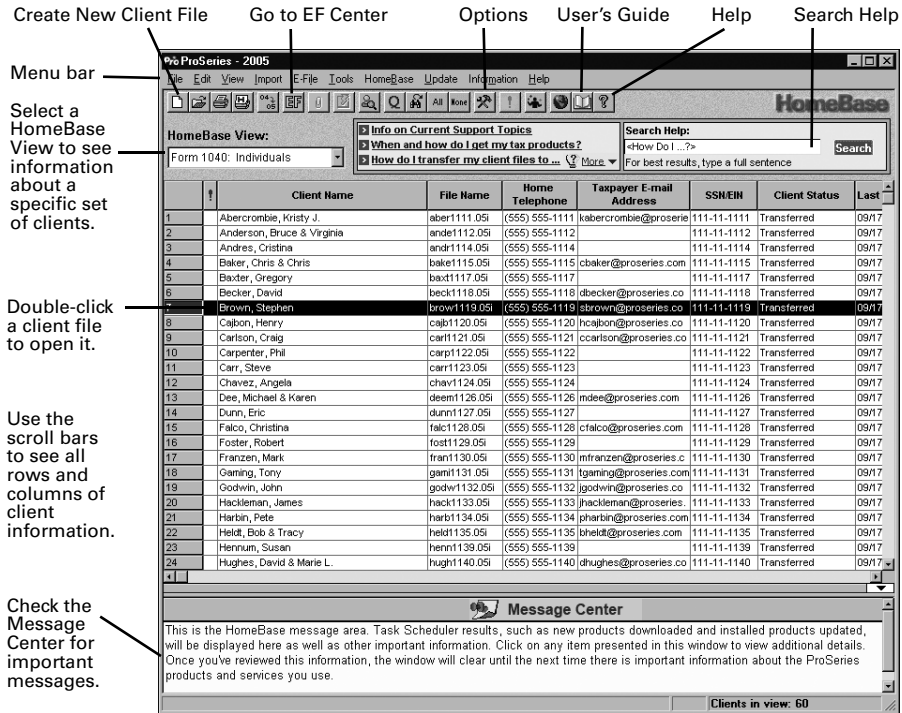 Create New Client File Go to EF Center Options User's Guide Help Search Help
ProSeries - 2005
Menu bar
File Edit View Import E-File Tools HomeBase Update Information Help
04 05 EF Q All None ! ?
HomeBase
Select a
HomeBase
View to see
information
about a
specific set
of clients.
HomeBase View:
Form 1040: Individuals
Info on Current Support Topics
When and how do I get my tax products?
How do I transfer my client files to ... More
Search Help:
«How Do I ...?»
Search
For best results, type a full sentence
! Client Name File Name Home Telephone Taxpayer E-mail Address SSN/EIN Client Status Last
1 Abercrombie, Kristy J. aber1111.05i (555) 555-1111 kabercrombie@proserie 111-11-1111 Transferred 09/17
2 Anderson, Bruce & Virginia ande1112.05i (555) 555-1112 111-11-1112 Transferred 09/17
3 Andres, Cristina andr1114.05i (555) 555-1114 111-11-1114 Transferred 09/17
4 Baker, Chris & Chris bake1115.05i (555) 555-1115 cbaker@proseries.com 111-11-1115 Transferred 09/17
5 Baxter, Gregory baxt1117.05i (555) 555-1117 111-11-1117 Transferred 09/17
6 Becker, David beck1118.05i (555) 555-1118 dbecker@proseries.co 111-11-1118 Transferred 09/17
7 Brown, Stephen brow1119.05i (555) 555-1119 sbrown@proseries.co 111-11-1119 Transferred 09/17
8 Cajbon, Henry cajb1120.05i (555) 555-1120 hcajbon@proseries.co 111-11-1120 Transferred 09/17
9 Carlson, Craig carl1121.05i (555) 555-1121 ccarlson@proseries.co 111-11-1121 Transferred 09/17
10 Carpenter, Phil carp1122.05i (555) 555-1122 111-11-1122 Transferred 09/17
11 Carr, Steve carr1123.05i (555) 555-1123 111-11-1123 Transferred 09/17
12 Chavez, Angela chav1124.05i (555) 555-1124 111-11-1124 Transferred 09/17
13 Dee, Michael & Karen deem1126.05i (555) 555-1126 mdee@proseries.com 111-11-1126 Transferred 09/17
14 Dunn, Eric dunn1127.05i (555) 555-1127 111-11-1127 Transferred 09/17
15 Falco, Christina falc1128.05i (555) 555-1128 cfalco@proseries.com 111-11-1128 Transferred 09/17
16 Foster, Robert fost1129.05i (555) 555-1129 111-11-1129 Transferred 09/17
17 Franzen, Mark fran1130.05i (555) 555-1130 mfranzen@proseries.c 111-11-1130 Transferred 09/17
18 Gaming, Tony gami1131.05i (555) 555-1131 tgaming@proseries.com 111-11-1131 Transferred 09/17
19 Godwin, John godw1132.05i (555) 555-1132 jgodwin@proseries.co 111-11-1132 Transferred 09/17
20 Hackleman, James hack1133.05i (555) 555-1133 jhackleman@proseries. 111-11-1133 Transferred 09/17
21 Harbin, Pete harb1134.05i (555) 555-1134 pharbin@proseries.com 111-11-1134 Transferred 09/17
22 Heldt, Bob & Tracy held1135.05i (555) 555-1135 bheldt@proseries.com 111-11-1135 Transferred 09/17
23 Hennum, Susan henn1139.05i (555) 555-1139 111-11-1139 Transferred 09/17
24 Hughes, David & Marie L. hugh1140.05i (555) 555-1140 dhughes@proseries.co 111-11-1140 Transferred 09/17
Double-click
a client file
to open it.
Use the
scroll bars
to see all
rows and
columns of
client
information.
Check the
Message
Center for
important
messages.
Message Center
This is the HomeBase message area. Task Scheduler results, such as new products downloaded and installed products updated,
will be displayed here as well as other important information. Click on any item presented in this window to view additional details.
Once you've reviewed this information, the window will clear until the next time there is important information about the ProSeries
products and services you use.
Clients in view: 60